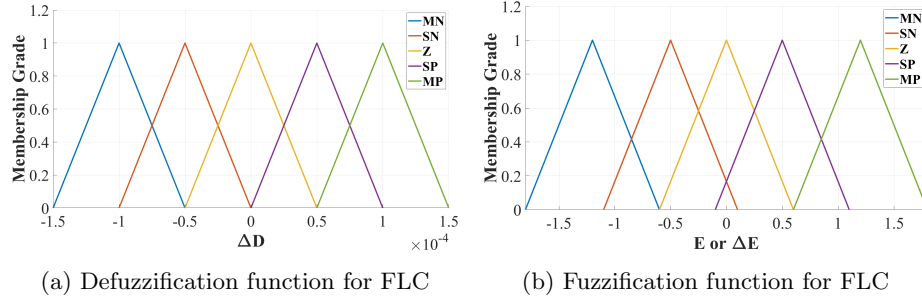 1.2
1
0.8
0.6
0.4
0.2
0
Membership Grade
-1.5
-1
-0.5
0
0.5
1
1.5
×10⁻⁴
ΔD
MN
SN
Z
SP
MP
(a) Defuzzification function for FLC
1.2
1
0.8
0.6
0.4
0.2
0
Membership Grade
-1.5
-1
-0.5
0
0.5
1
1.5
E or ΔE
MN
SN
Z
SP
MP
(b) Fuzzification function for FLC